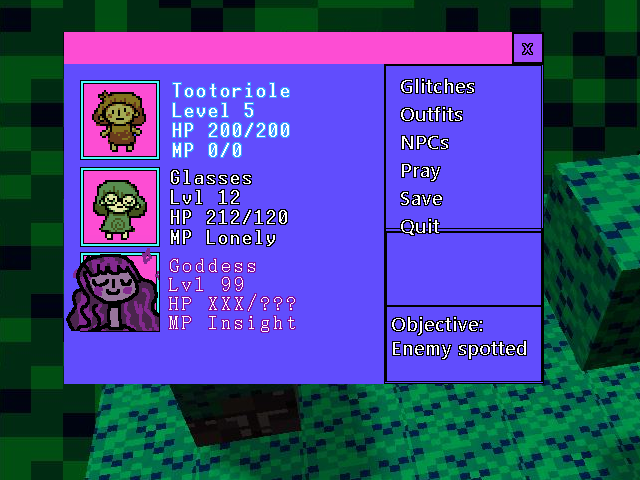 x
Tootoriole
Level 5
HP 200/200
MP 0/0
Glasses
Lvl 12
HP 212/120
MP Lonely
Goddess
Lvl 99
HP XXX/???
MP Insight
Glitches
Outfits
NPCs
Pray
Save
Quit
Objective:
Enemy spotted